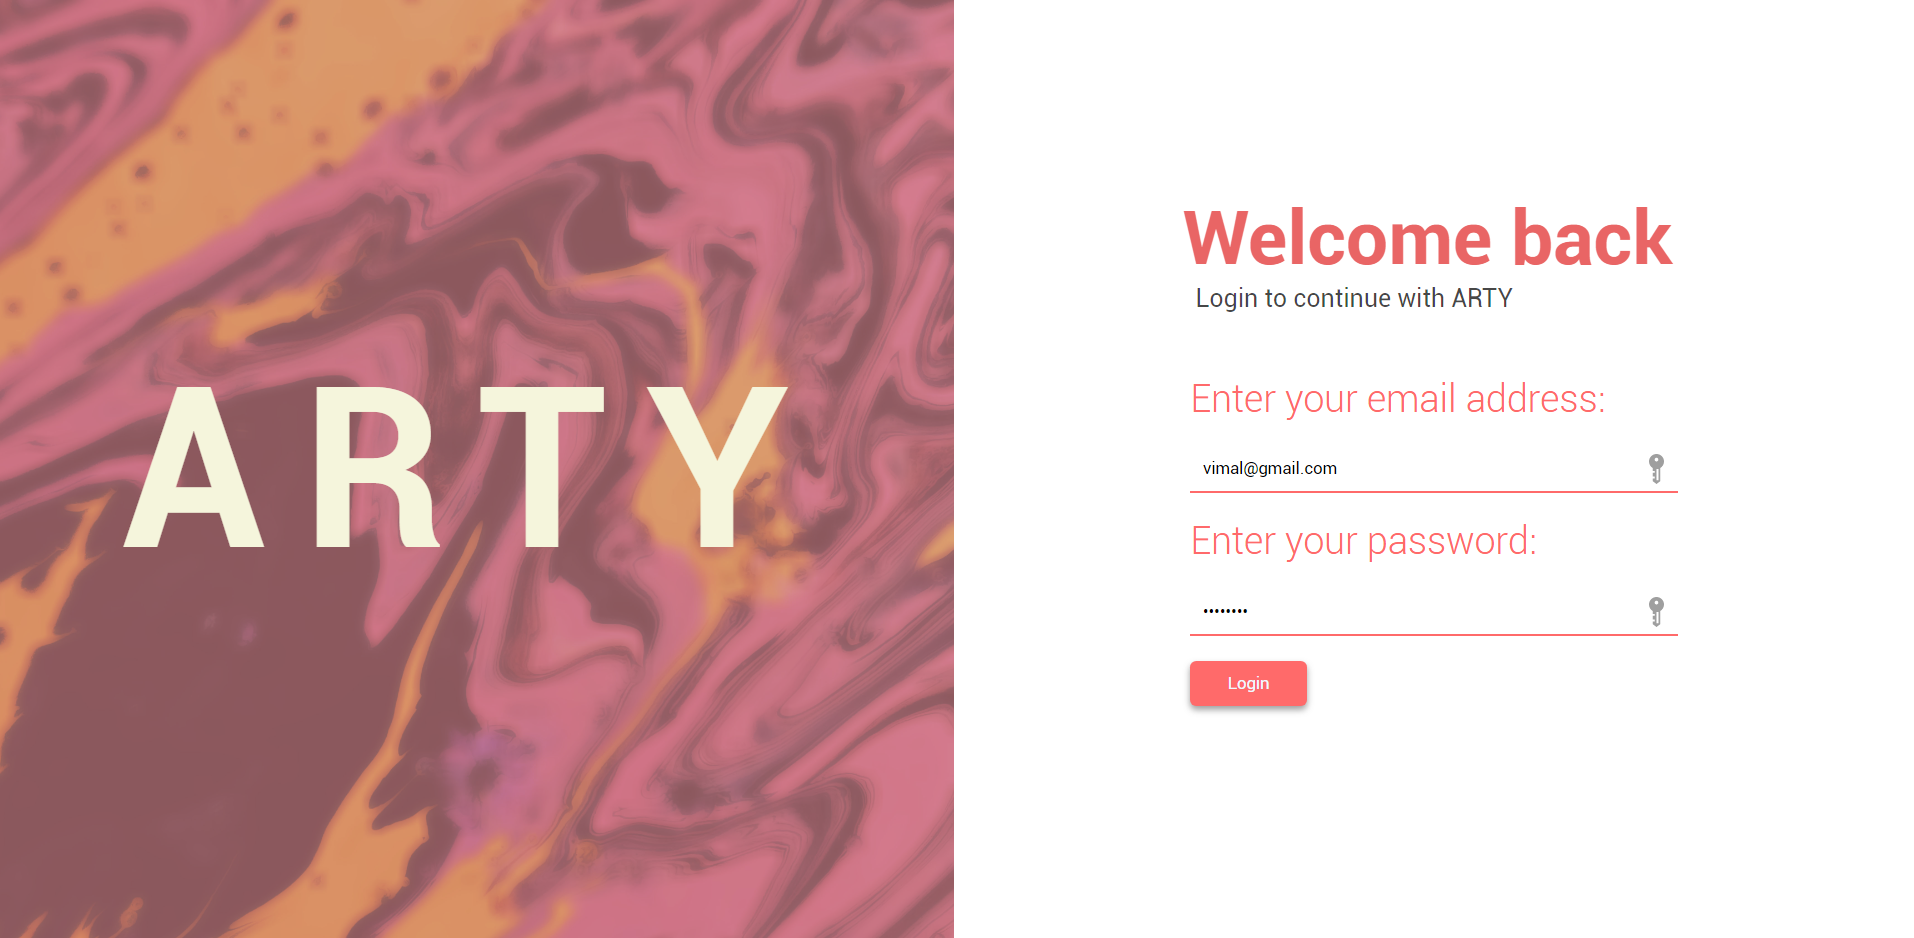 ARTY
Welcome back
Login to continue with ARTY
Enter your email address:
vimal@gmail.com
Enter your password:
••••••••
Login